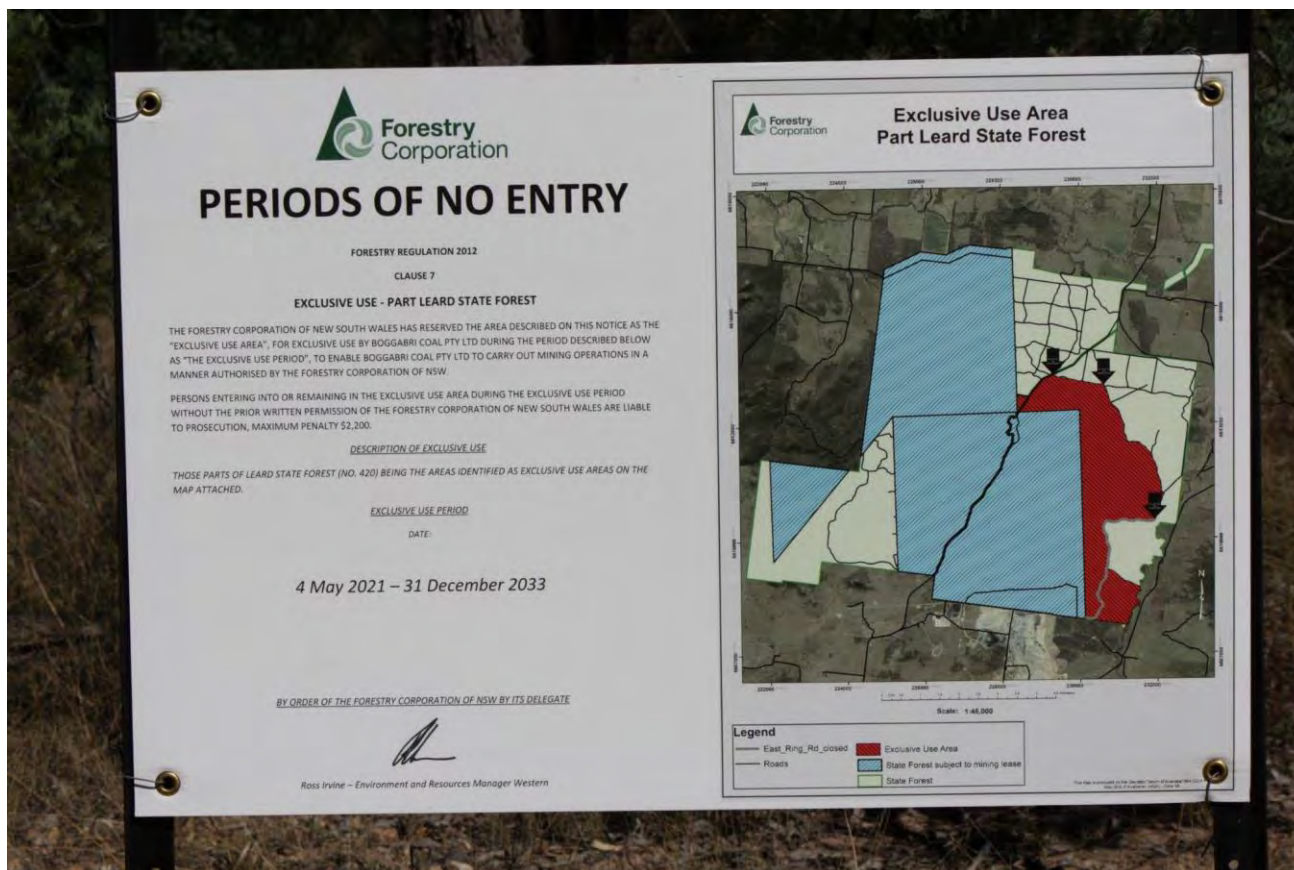 Forestry
Corporation
PERIODS OF NO ENTRY
FORESTRY REGULATION 2012
CLAUSE 7
EXCLUSIVE USE - PART LEARD STATE FOREST
THE FORESTRY CORPORATION OF NEW SOUTH WALES HAS RESERVED THE AREA DESCRIBED ON THIS NOTICE AS THE
"EXCLUSIVE USE AREA", FOR EXCLUSIVE USE BY BOGGABRI COAL PTY LTD DURING THE PERIOD DESCRIBED BELOW
AS "THE EXCLUSIVE USE PERIOD", TO ENABLE BOGGABRI COAL PTY LTD TO CARRY OUT MINING OPERATIONS IN A
MANNER AUTHORISED BY THE FORESTRY CORPORATION OF NSW.
PERSONS ENTERING INTO OR REMAINING IN THE EXCLUSIVE USE AREA DURING THE EXCLUSIVE USE PERIOD
WITHOUT THE PRIOR WRITTEN PERMISSION OF THE FORESTRY CORPORATION OF NEW SOUTH WALES ARE LIABLE
TO PROSECUTION, MAXIMUM PENALTY $2,200.
DESCRIPTION OF EXCLUSIVE USE
THOSE PARTS OF LEARD STATE FOREST (NO. 420) BEING THE AREAS IDENTIFIED AS EXCLUSIVE USE AREAS ON THE
MAP ATTACHED.
EXCLUSIVE USE PERIOD
DATE:
4 May 2021 – 31 December 2033
BY ORDER OF THE FORESTRY CORPORATION OF NSW BY ITS DELEGATE
Ross Irvine – Environment and Resources Manager Western
Forestry
Corporation
Exclusive Use Area
Part Leard State Forest
N
Scale: 1:45,000
Legend
East_Ring_Rd_closed
Exclusive Use Area
Roads
State Forest subject to mining lease
State Forest